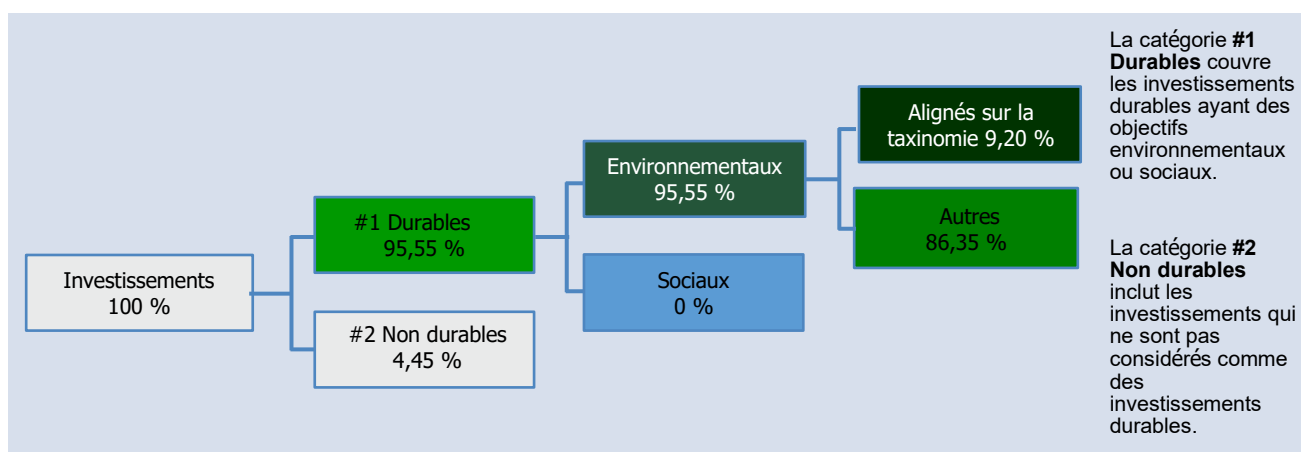 Investissements
100 %
#1 Durables
95,55 %
#2 Non durables
4,45 %
Environnementaux
95,55 %
Sociaux
0 %
Alignés sur la
taxinomie 9,20 %
Autres
86,35 %
La catégorie #1
Durables couvre
les investissements
durables ayant des
objectifs
environnementaux
ou sociaux.
La catégorie #2
Non durables
inclut les
investissements qui
ne sont pas
considérés comme
des
investissements
durables.